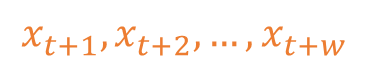 x_{t+1}, x_{t+2}, ..., x_{t+w}